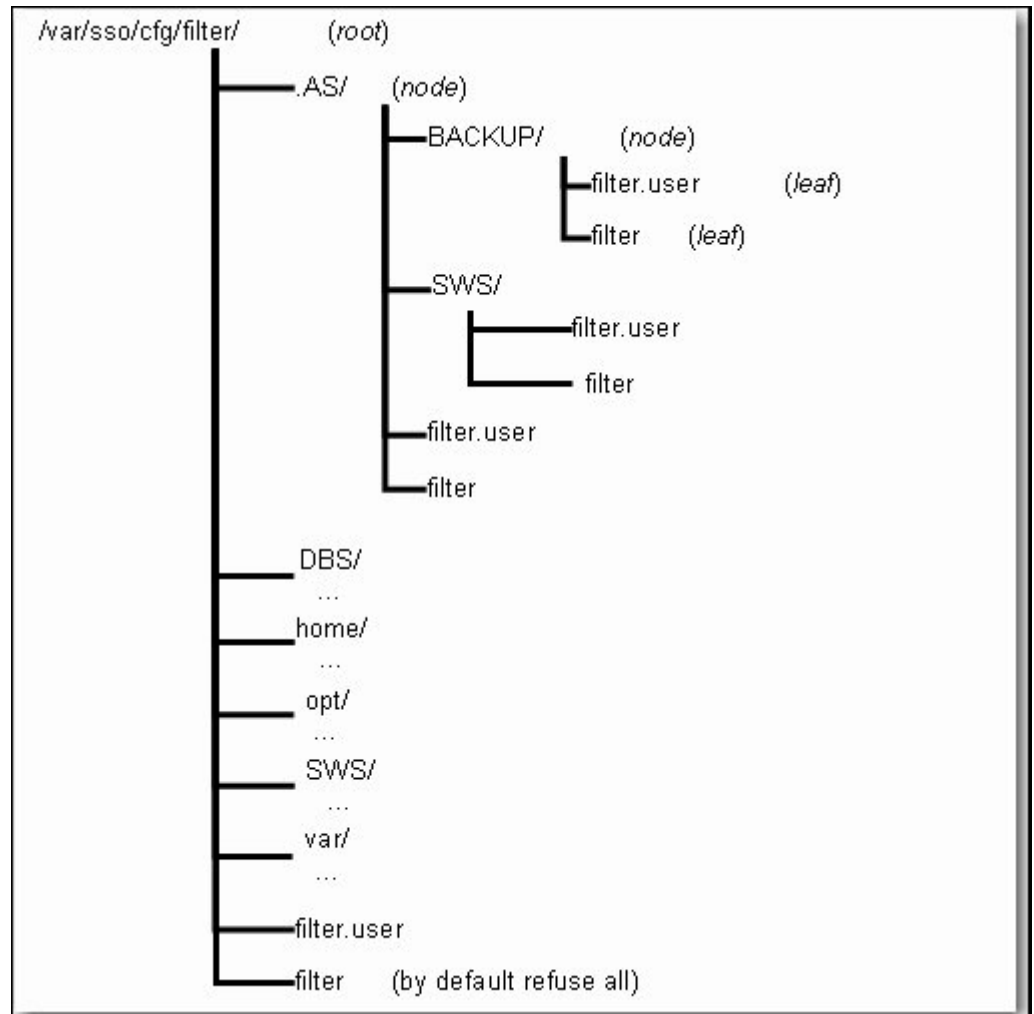 /var/sso/cfg/filter/ (root)
.AS/ (node)
BACKUP/ (node)
filter.user (leaf)
filter (leaf)
SWS/
filter.user
filter
filter.user
filter
DBS/
...
home/
...
opt/
...
SWS/
...
var/
...
filter.user
filter (by default refuse all)